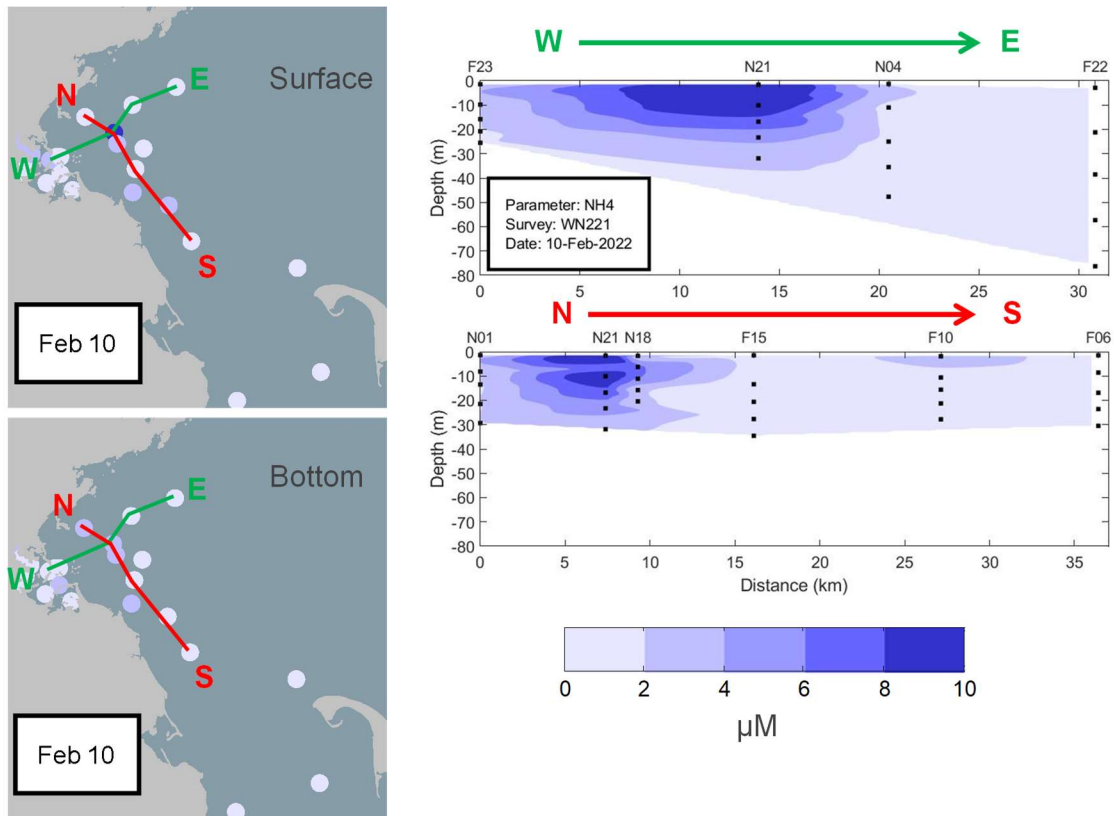 Surface
N
E
W
S
Feb 10
Bottom
N
E
W
S
Feb 10
W E
F23 N21 N04 F22
0
-10
-20
-30
-40
-50
-60
-70
-80
Depth (m)
Parameter: NH4
Survey: WN221
Date: 10-Feb-2022
0 5 10 15 20 25 30
N S
N01 N21 N18 F15 F10 F06
0
-10
-20
-30
-40
-50
-60
-70
-80
Depth (m)
0 5 10 15 20 25 30 35
Distance (km)
0 2 4 6 8 10
µM